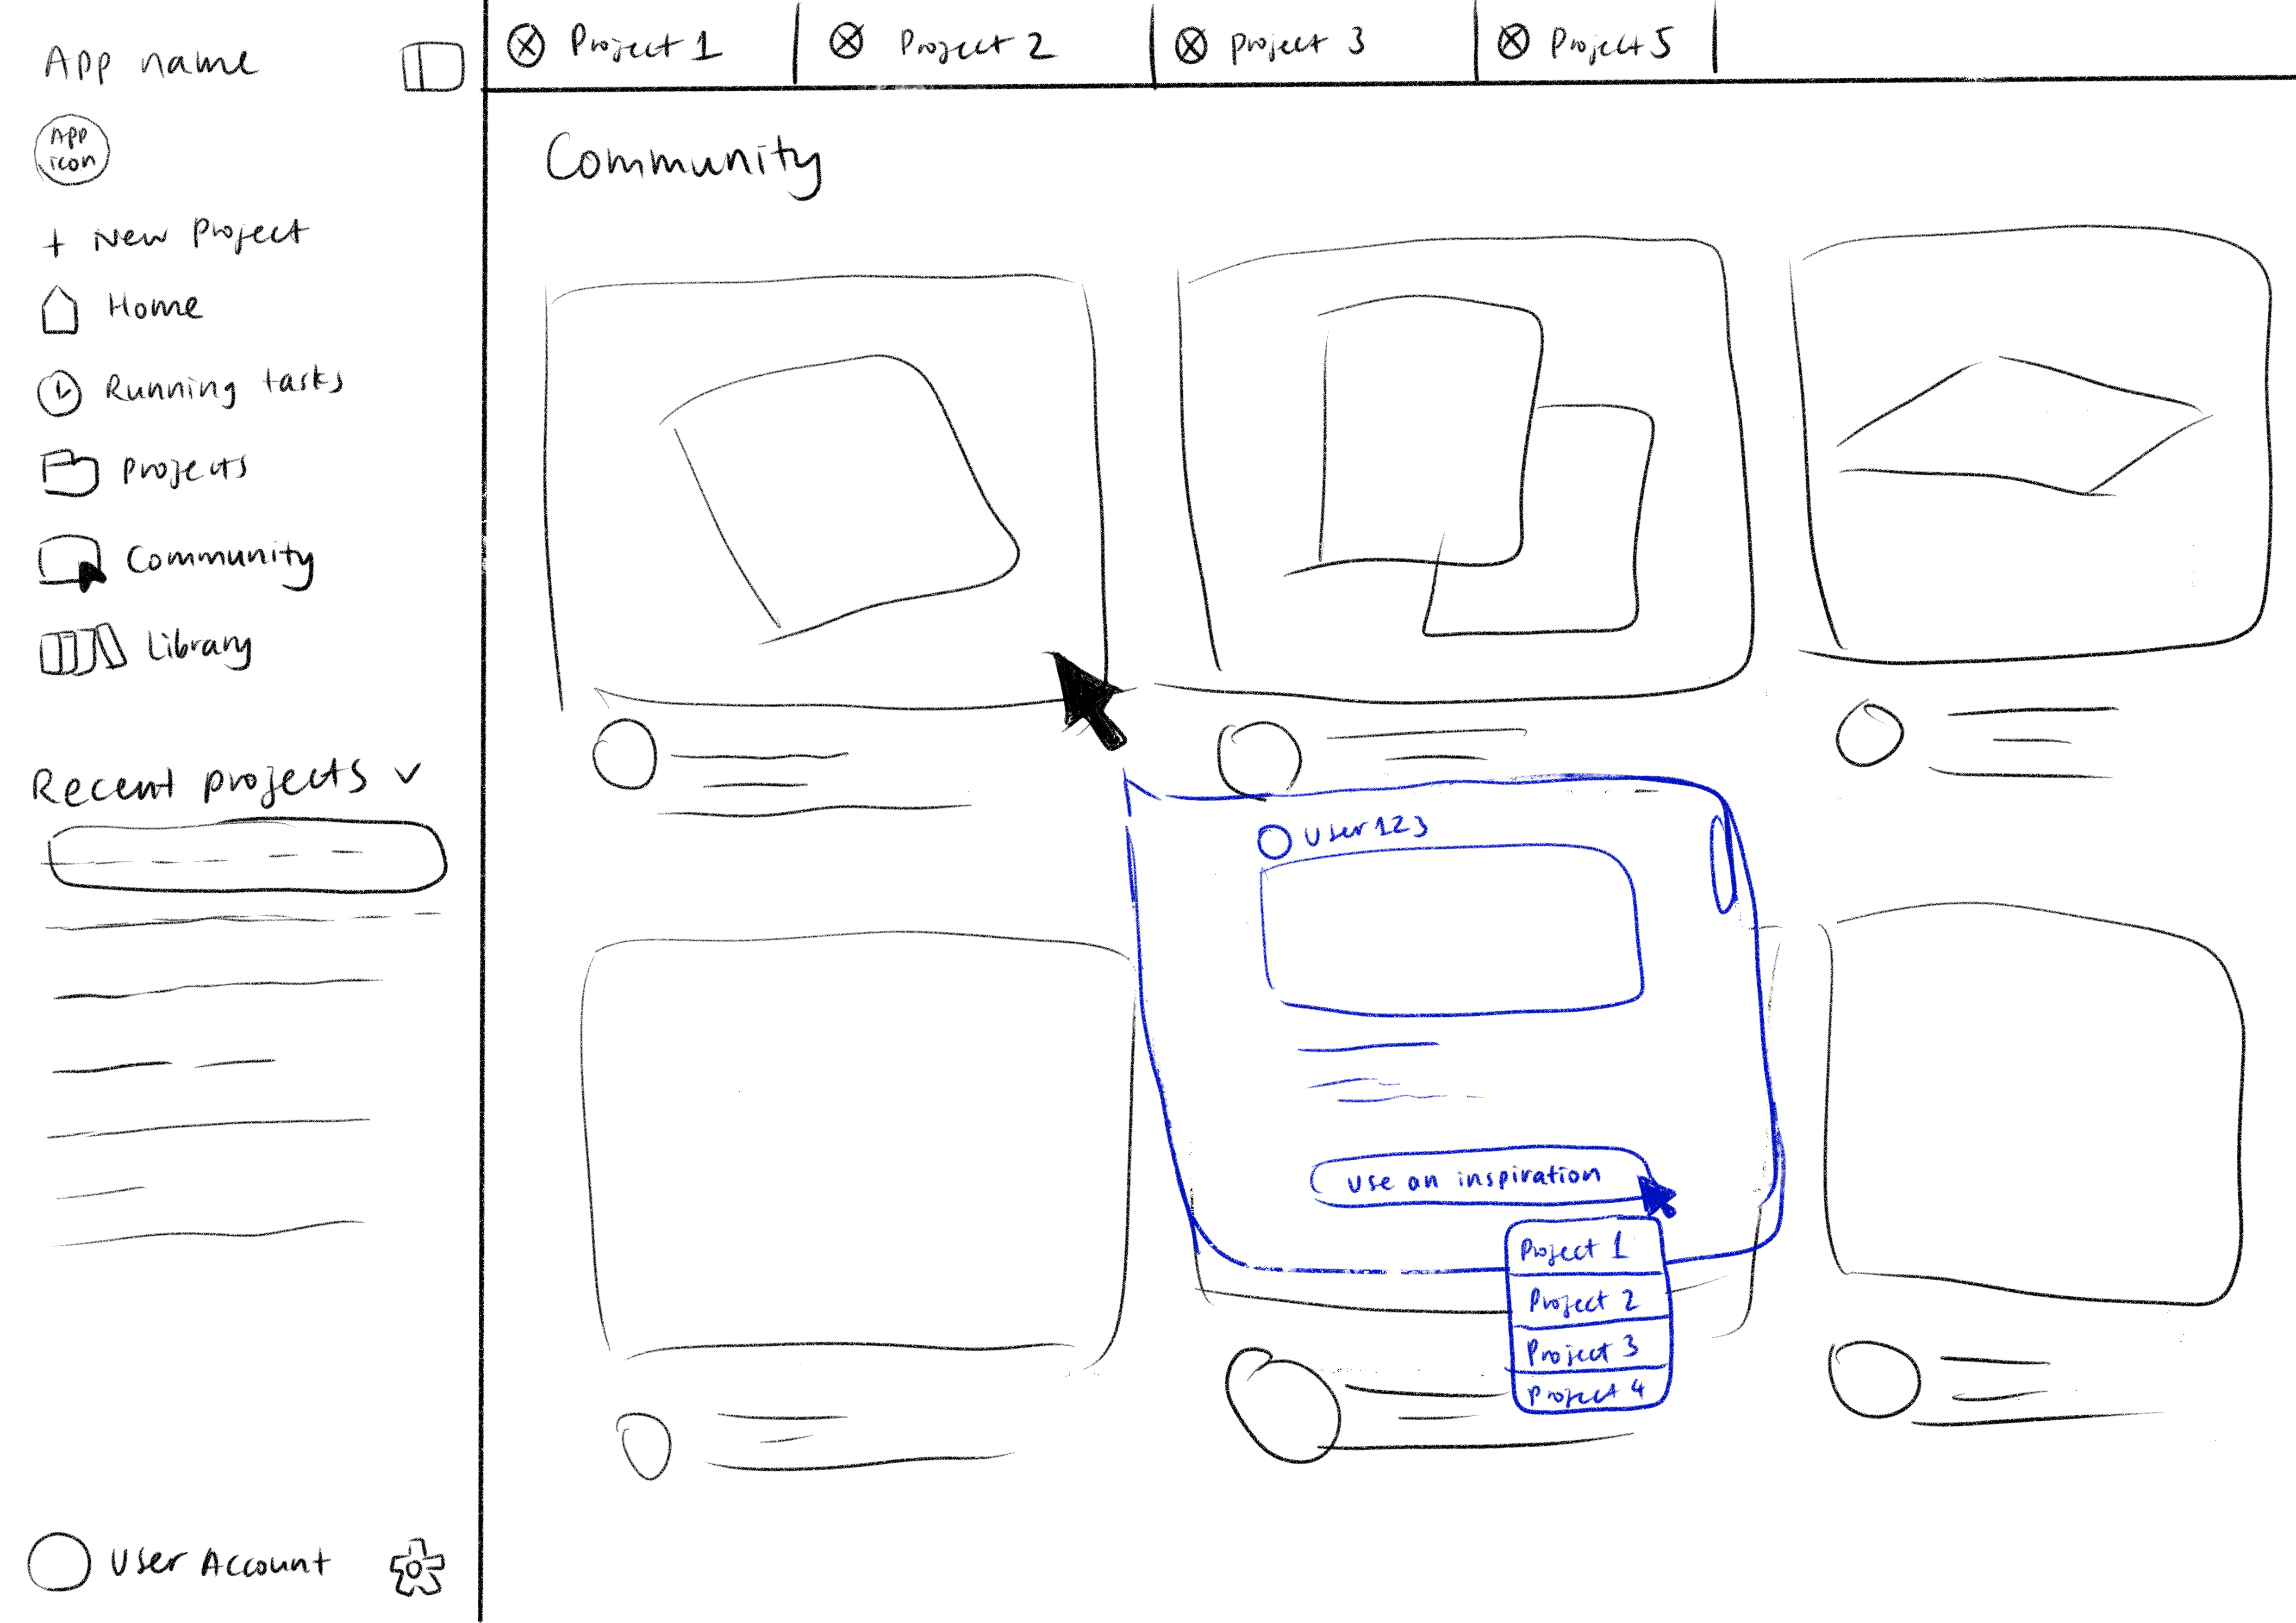 App name
App
icon
+ New Project
Home
Running tasks
Projects
Community
Library
Recent projects
User Account
Project 1
Project 2
project 3
Project 5
Community
user123
use an inspiration
Project 1
Project 2
Project 3
Project 4